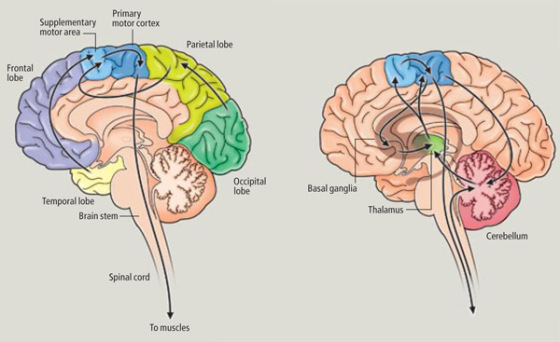 Supplementary
motor area
Primary
motor cortex
Parietal lobe
Frontal
lobe
Temporal lobe
Brain stem
Occipital
lobe
Spinal cord
To muscles
Basal ganglia
Thalamus
Cerebellum